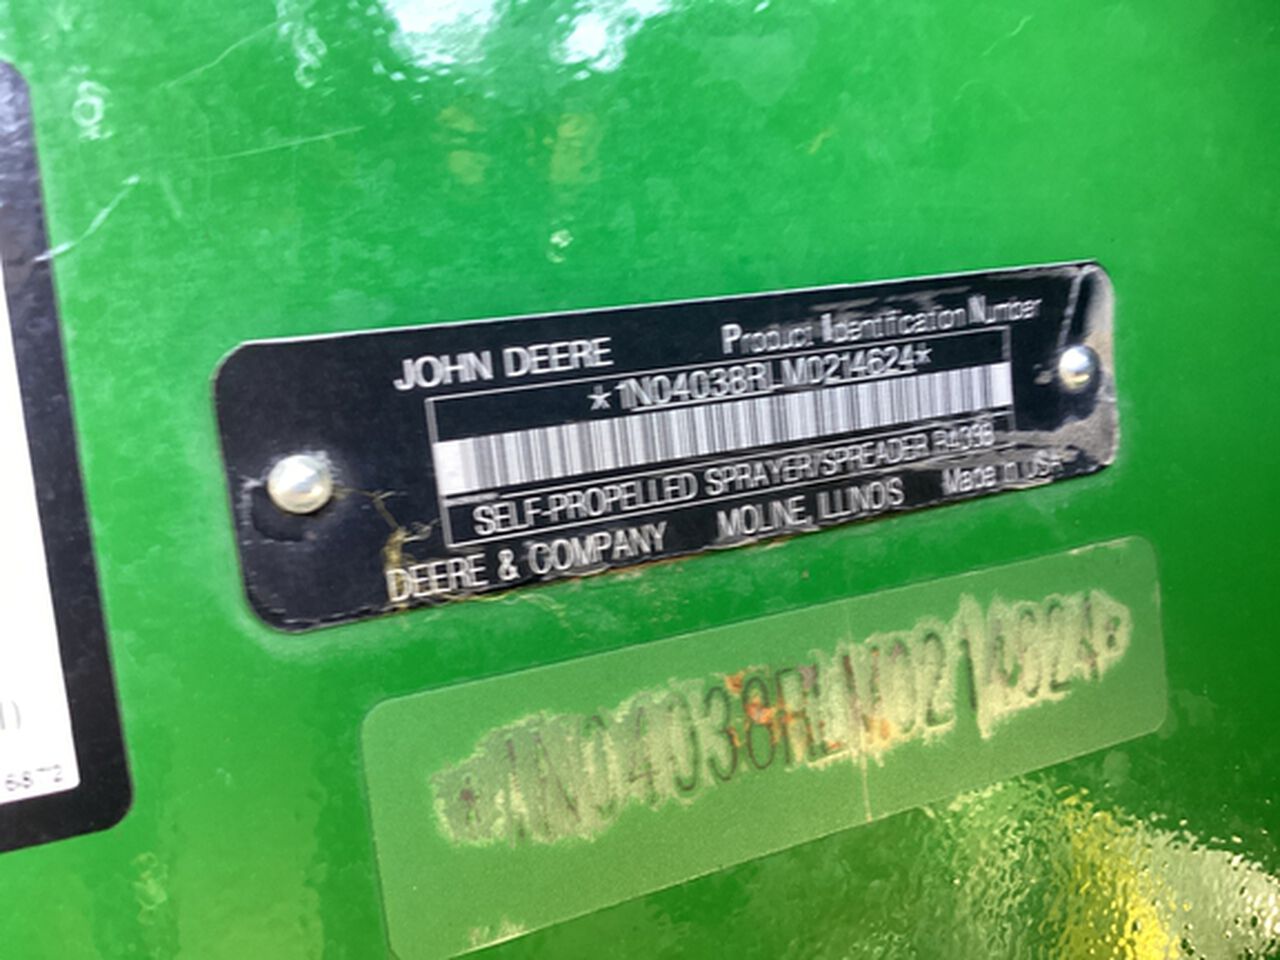 JOHN DEERE Product Identification Number
*1N04038RLM0214624*
SELF-PROPELLED SPRAYER/SPREADER R4038
DEERE & COMPANY MOLINE, ILLINOIS Made in USA
*1N04038RLM0214624*
6872